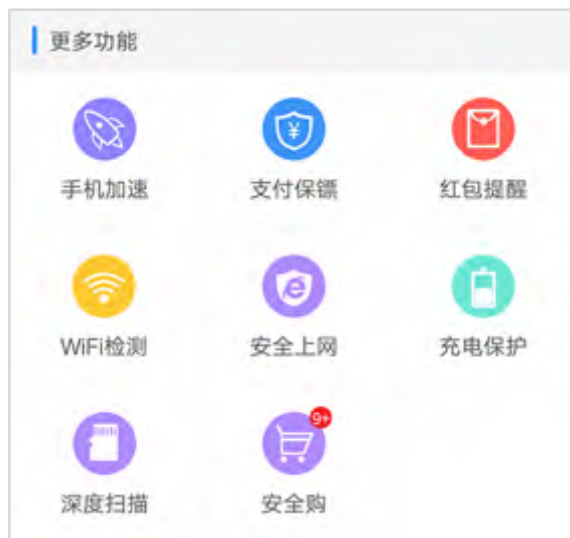 更多功能
手机加速 支付保镖 红包提醒
WiFi检测 安全上网 充电保护
9+
深度扫描 安全购